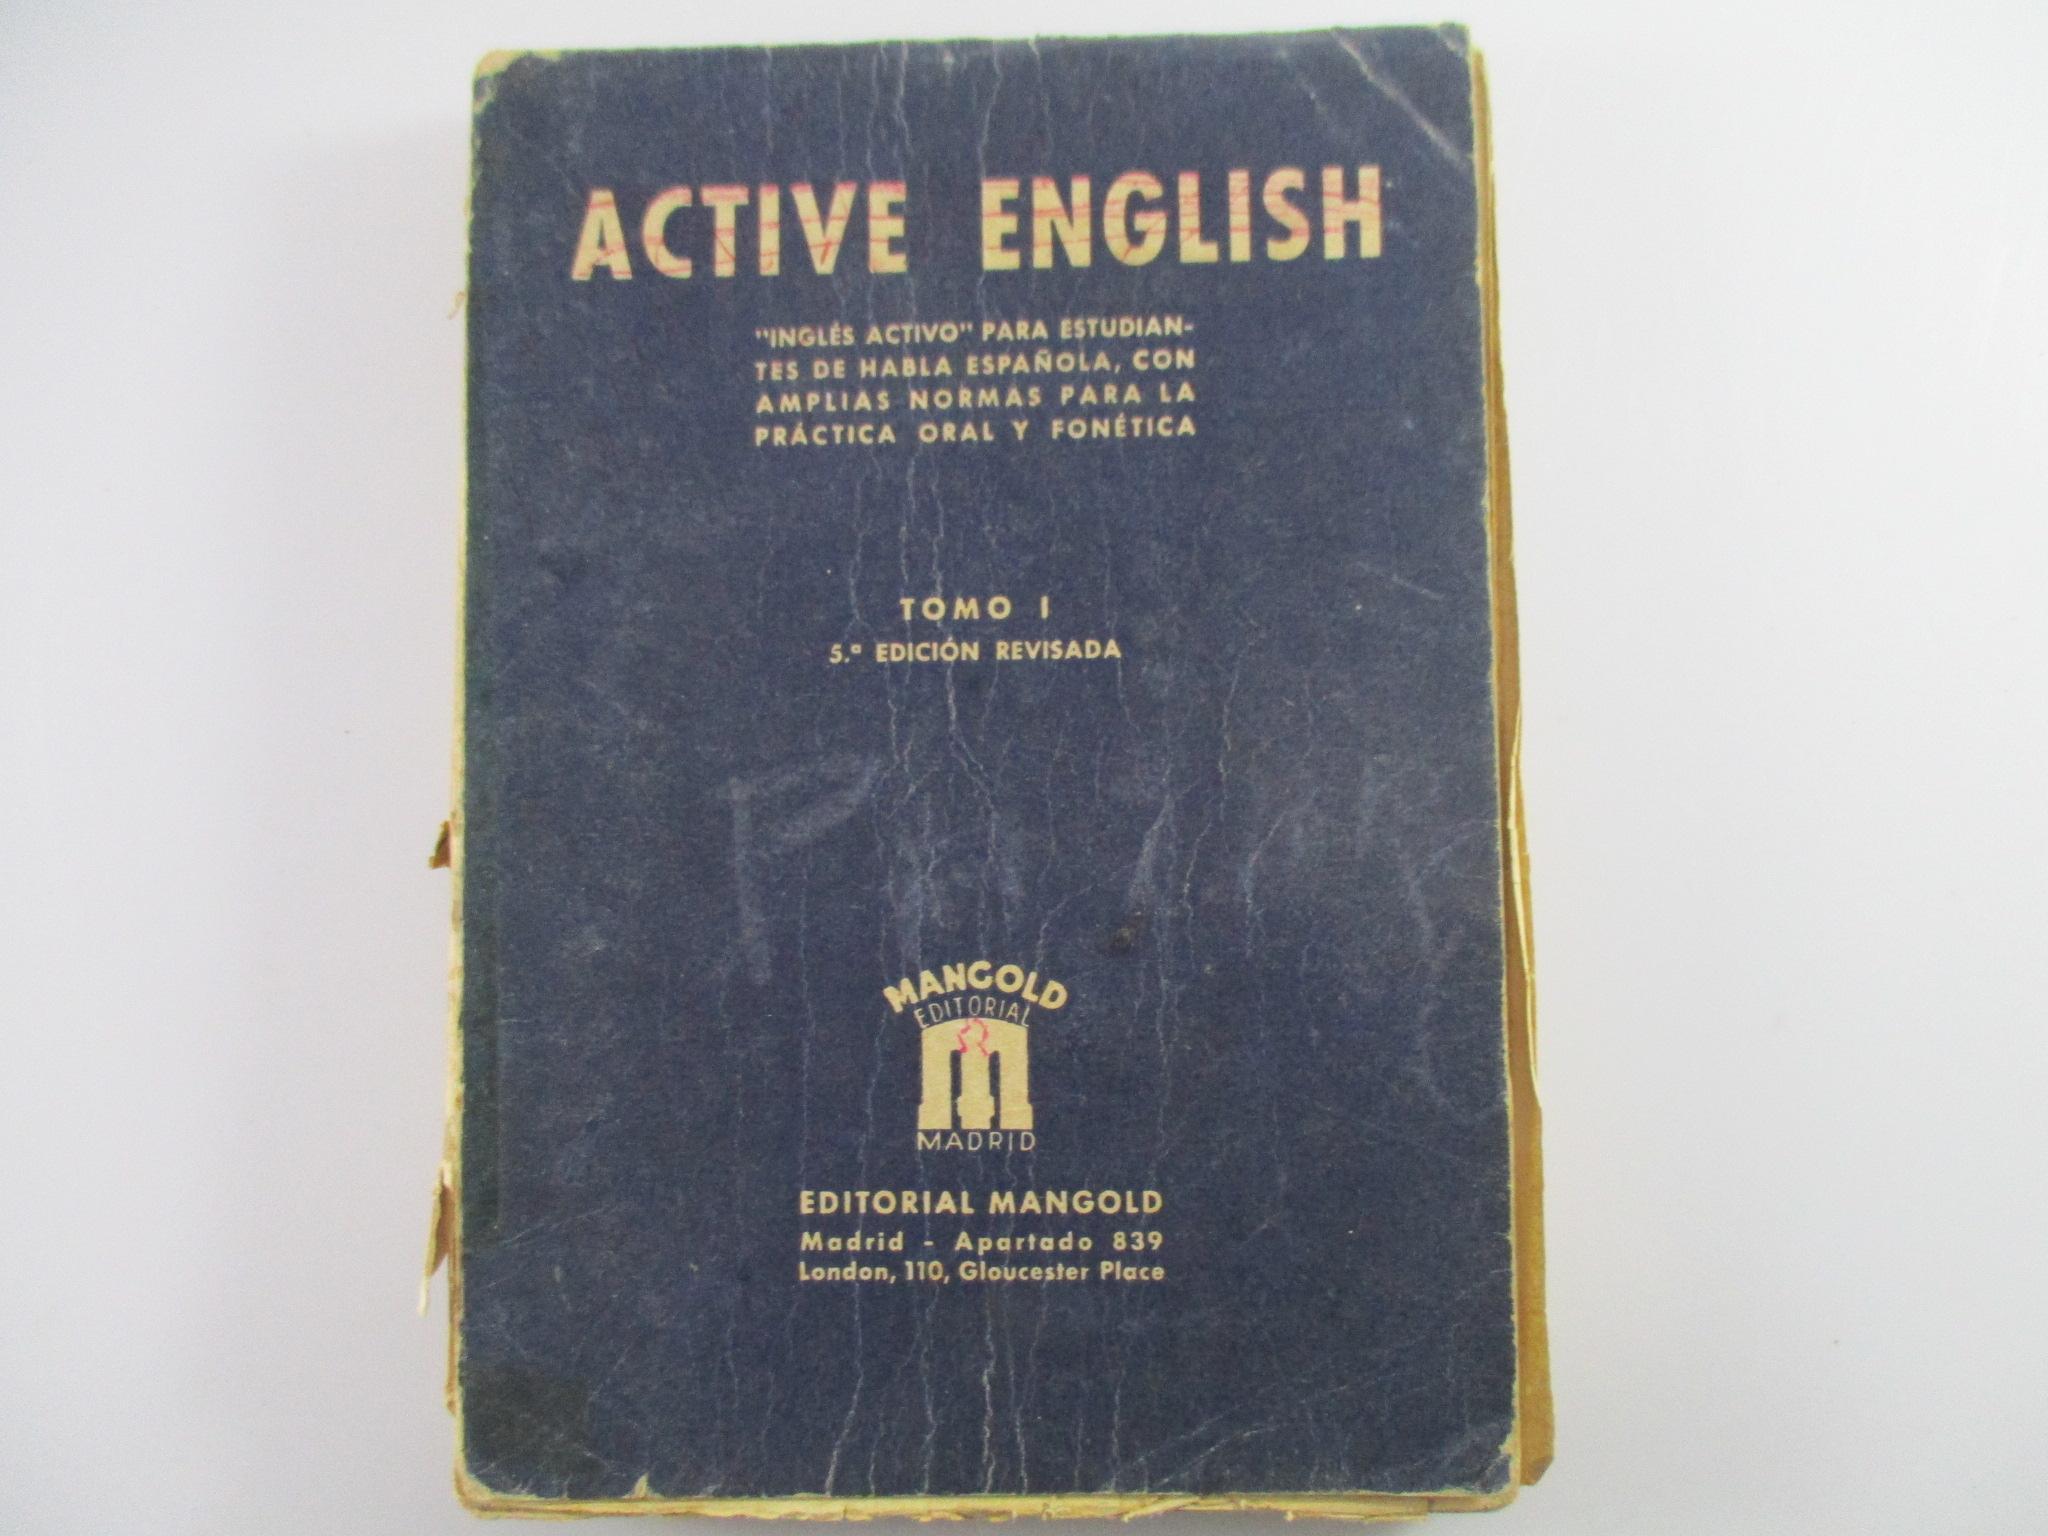 ACTIVE ENGLISH
"INGLÉS ACTIVO" PARA ESTUDIAN-
TES DE HABLA ESPAÑOLA, CON
AMPLIAS NORMAS PARA LA
PRÁCTICA ORAL Y FONÉTICA
TOMO I
5.ª EDICIÓN REVISADA
MANGOLD
EDITORIAL
MADRID
EDITORIAL MANGOLD
Madrid - Apartado 839
London, 110, Gloucester Place